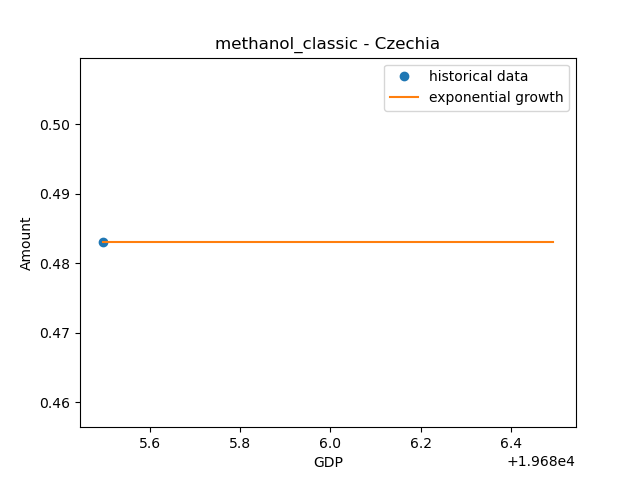 methanol_classic - Czechia
historical data
exponential growth
0.50
0.49
0.48
0.47
0.46
Amount
5.6 5.8 6.0 6.2 6.4
+1.968e4
GDP